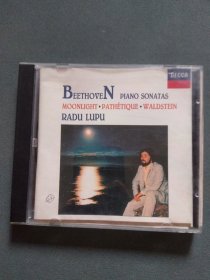 DECCA
BEETHOVEN PIANO SONATAS
MOONLIGHT • PATHÉTIQUE • WALDSTEIN
RADU LUPU